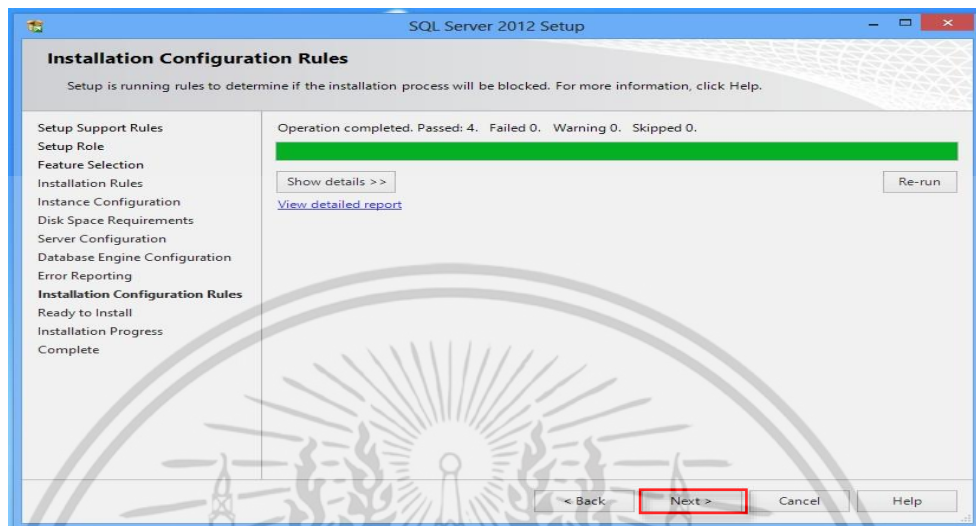 SQL Server 2012 Setup
Installation Configuration Rules
Setup is running rules to determine if the installation process will be blocked. For more information, click Help.
Setup Support Rules
Setup Role
Feature Selection
Installation Rules
Instance Configuration
Disk Space Requirements
Server Configuration
Database Engine Configuration
Error Reporting
Installation Configuration Rules
Ready to Install
Installation Progress
Complete
Operation completed. Passed: 4. Failed 0. Warning 0. Skipped 0.
Show details >>
Re-run
View detailed report
< Back
Next >
Cancel
Help